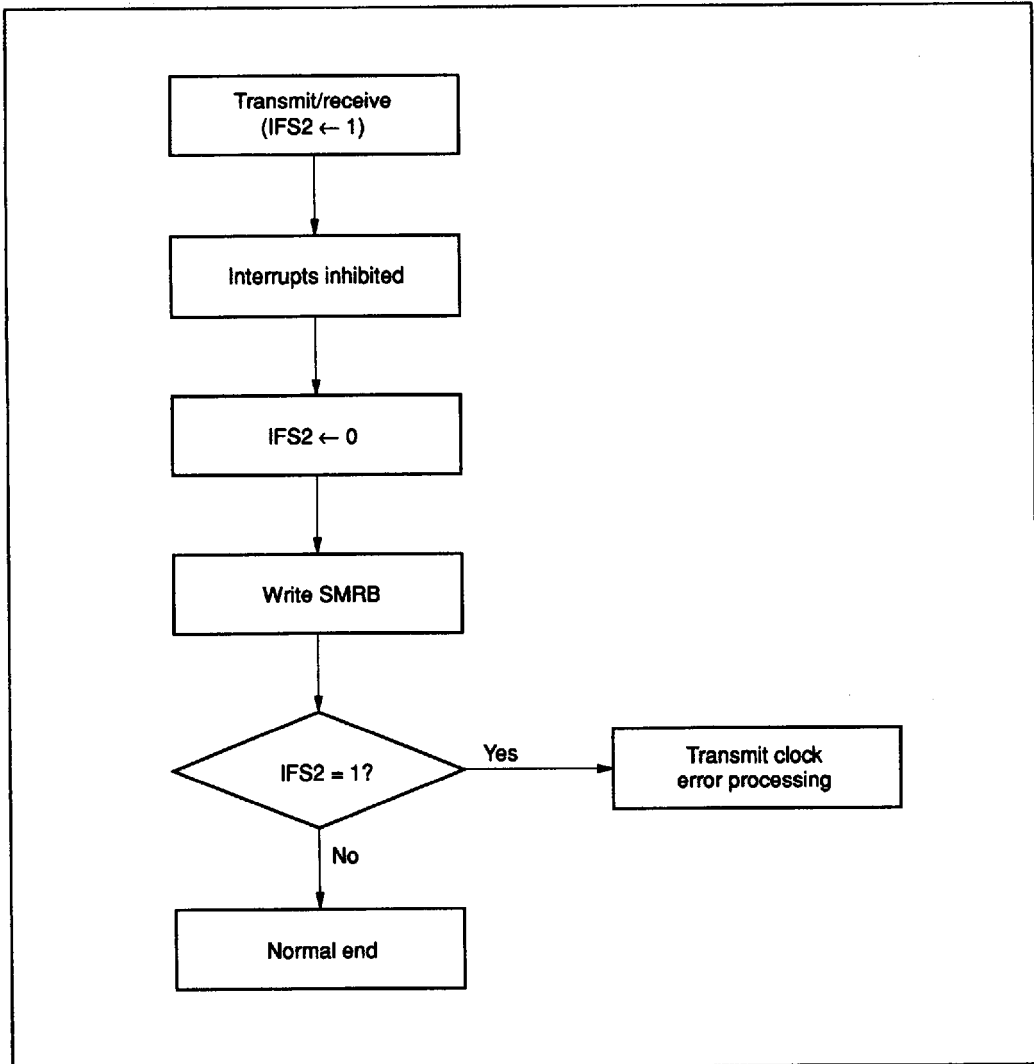 Transmit/receive
(IFS2 ← 1)
Interrupts inhibited
IFS2 ← 0
Write SMRB
IFS2 = 1?
Yes
Transmit clock
error processing
No
Normal end